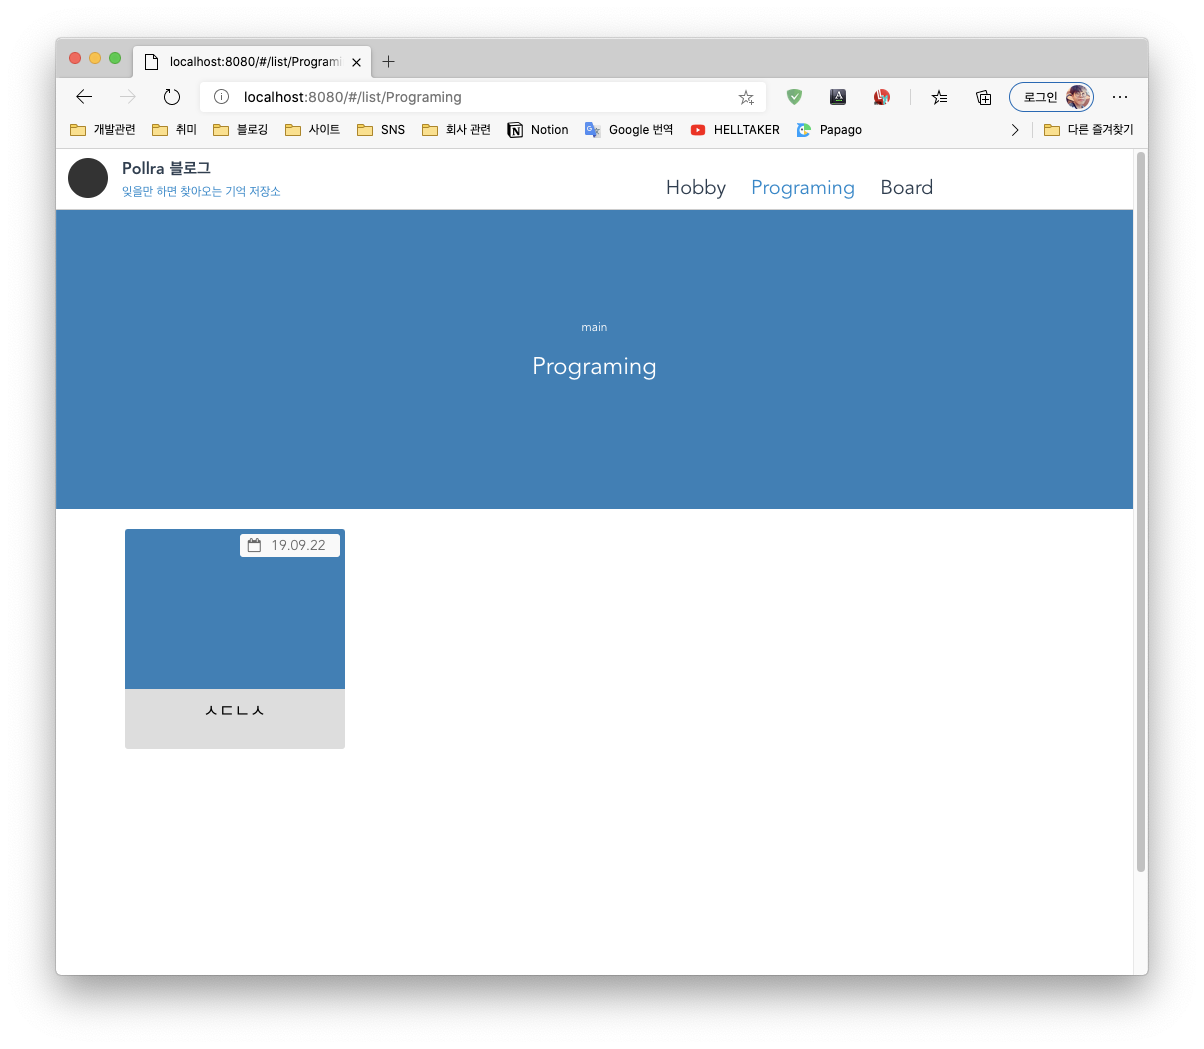 localhost:8080/#/list/Programi
localhost:8080/#/list/Programing
로그인
개발관련 취미 블로깅 사이트 SNS 회사 관련 Notion Google 번역 HELLTAKER Papago 다른 즐겨찾기
Pollra 블로그
잊을만 하면 찾아오는 기억 저장소
Hobby Programing Board
main
Programing
19.09.22
ㅅㄷㄴㅅ